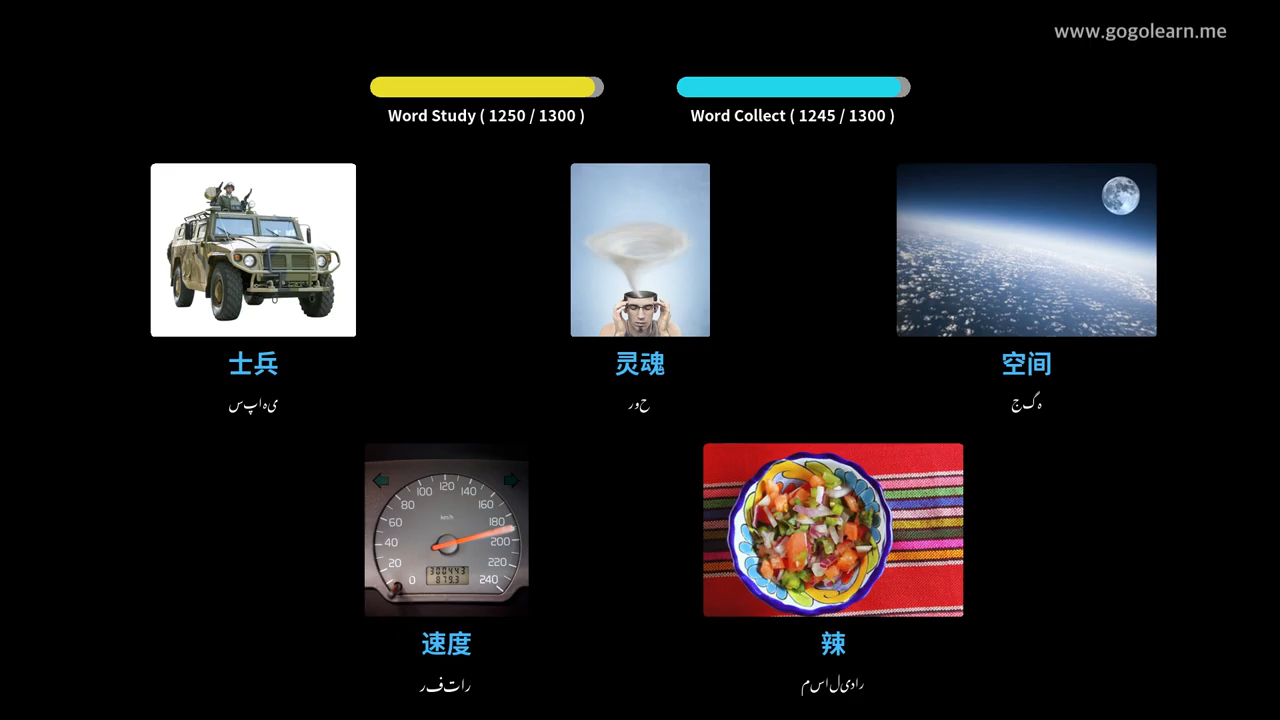 www.gogolearn.me
Word Study ( 1250 / 1300 )
Word Collect ( 1245 / 1300 )
士兵
灵魂
空间
سپاہی
روح
جگہ
速度
辣
رفتار
مسالیدار